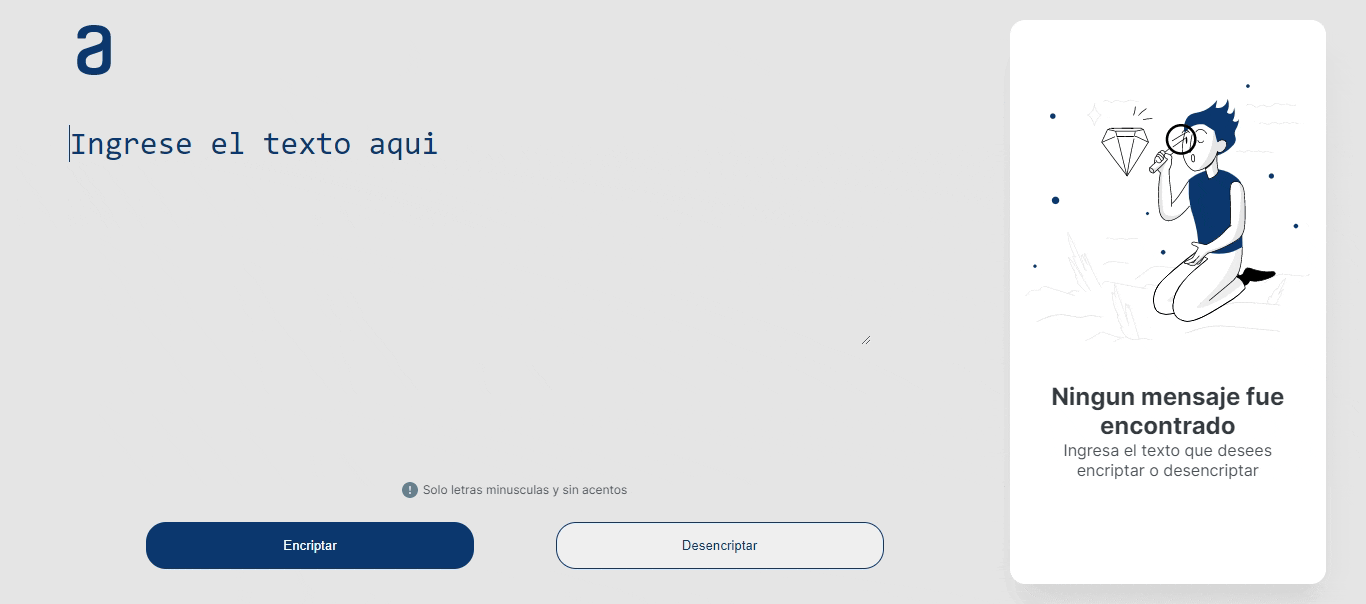 a
Ingrese el texto aqui
Solo letras minusculas y sin acentos
Encriptar
Desencriptar
Ningun mensaje fue
encontrado
Ingresa el texto que desees
encriptar o desencriptar